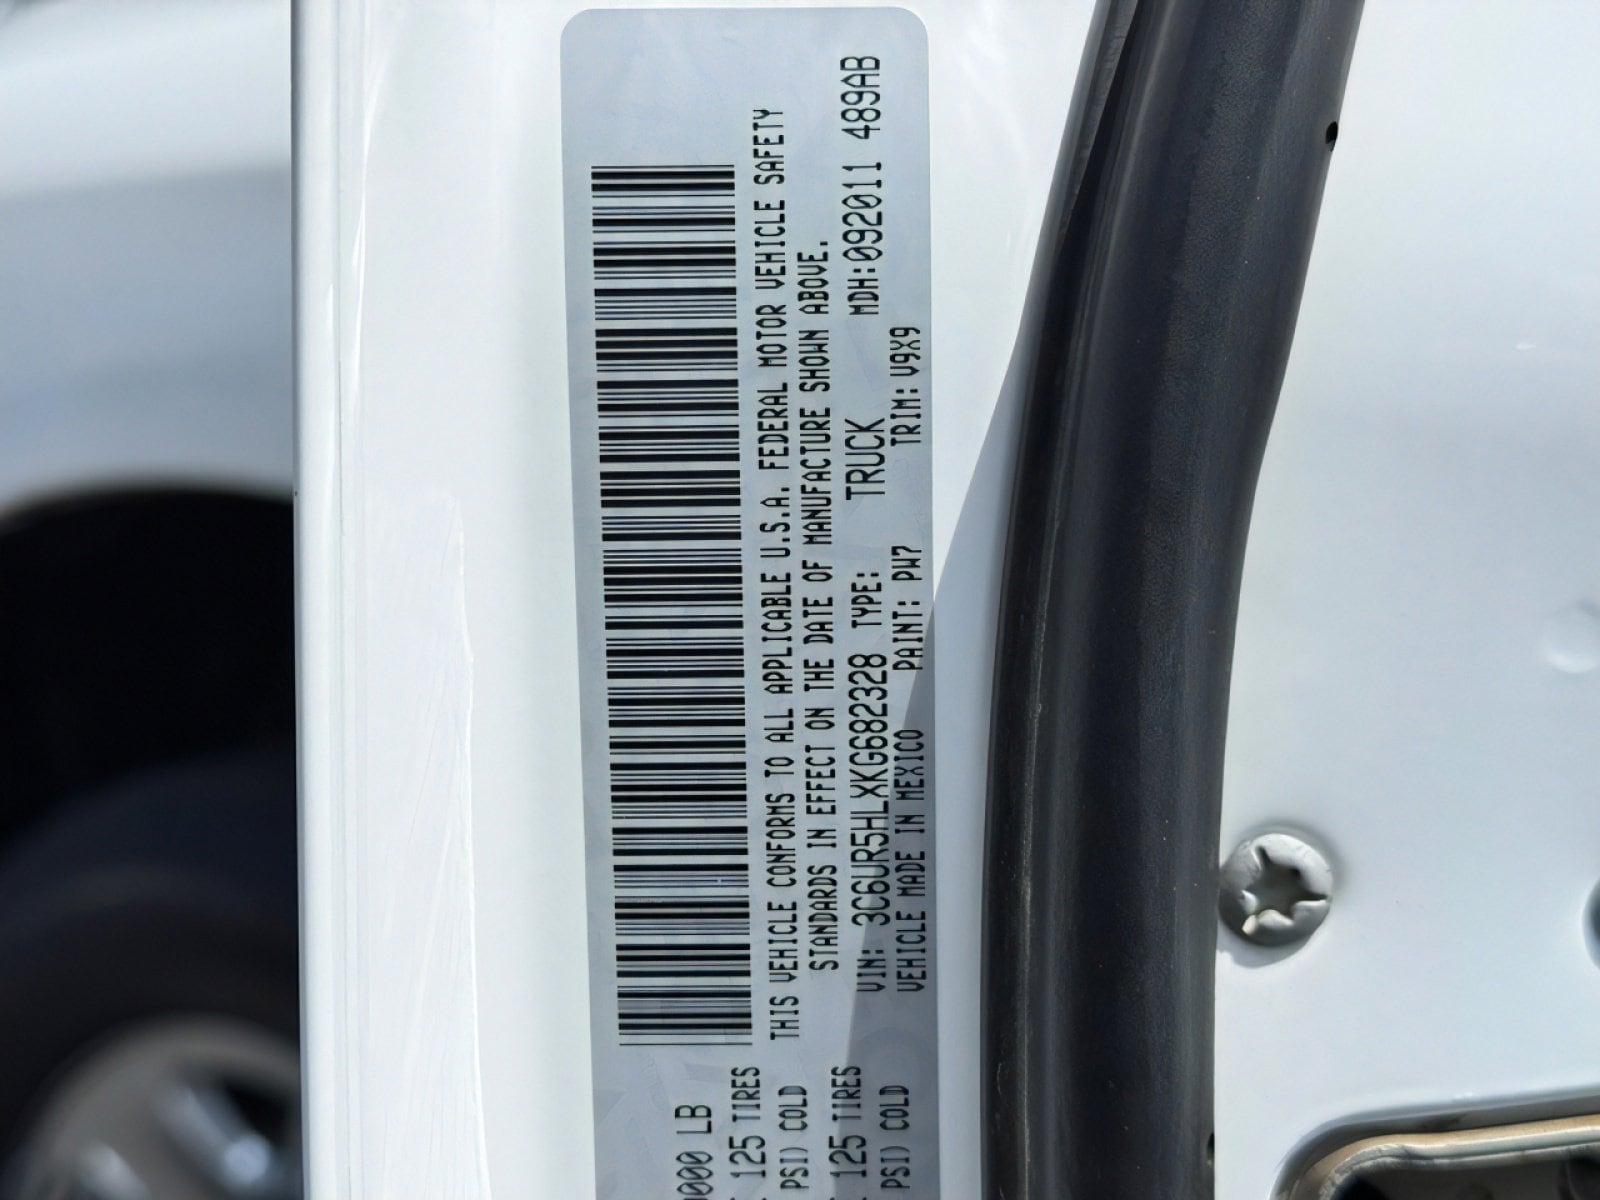 000 LB
125 TIRES
PSI) COLD
125 TIRES
PSI) COLD
THIS VEHICLE CONFORMS TO ALL APPLICABLE U.S.A. FEDERAL MOTOR VEHICLE SAFETY
STANDARDS IN EFFECT ON THE DATE OF MANUFACTURE SHOWN ABOVE.
VIN: 3C6UR5HLXKG682328 TYPE: TRUCK MDH:092011 489AB
VEHICLE MADE IN MEXICO PAINT: PW7 TRIM: V9X9